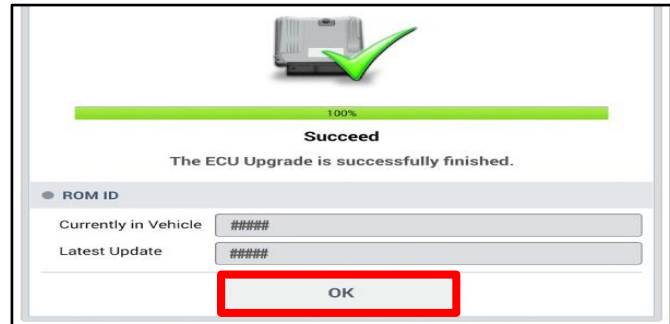 100%
Succeed
The ECU Upgrade is successfully finished.
ROM ID
Currently in Vehicle #####
Latest Update #####
OK